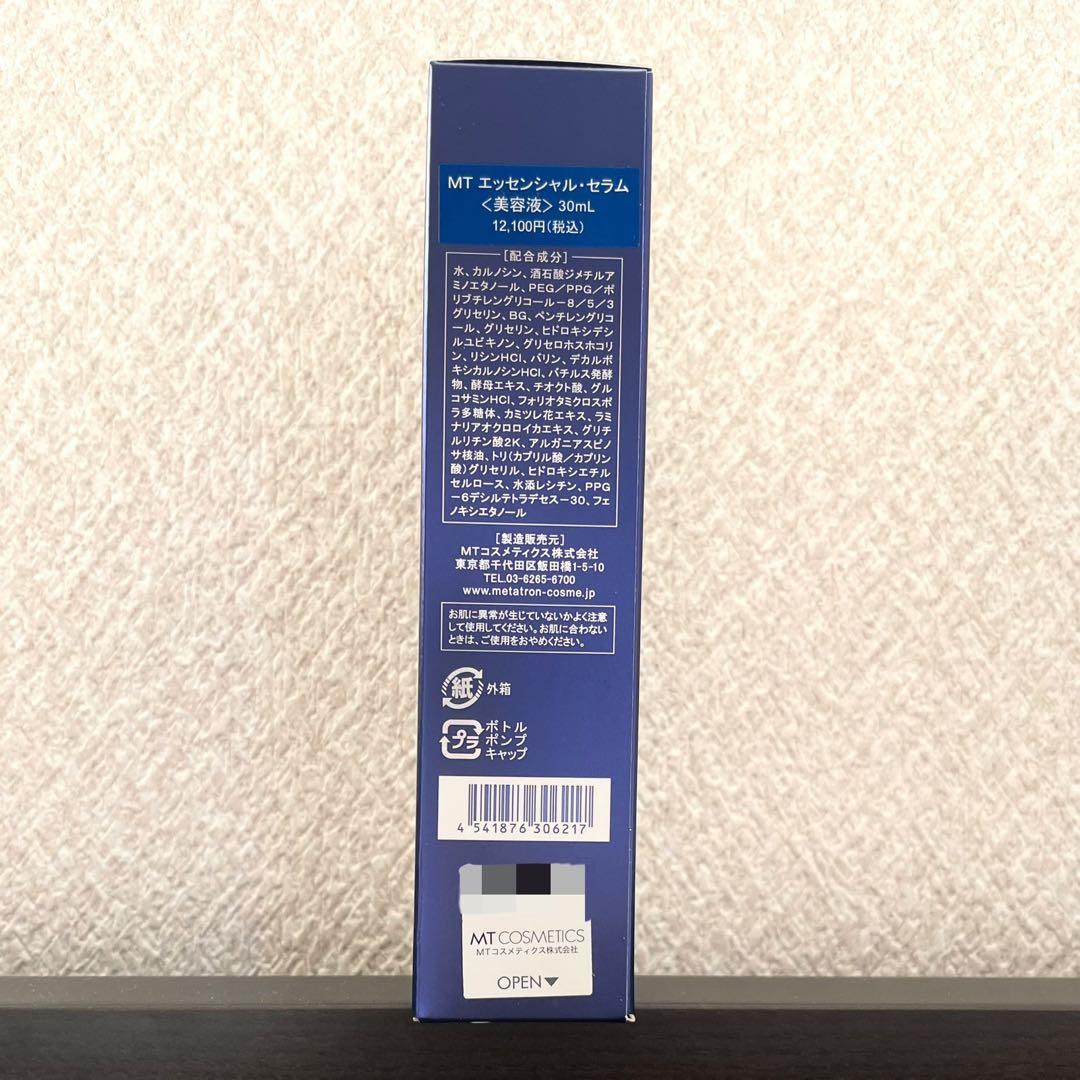 MT エッセンシャル・セラム
<美容液> 30mL
12,100円(税込)
[配合成分]
水、カルノシン、酒石酸ジメチルア
ミノエタノール、PEG/PPG/ポ
リブチレングリコール-8/5/3
グリセリン、BG、ペンチレングリコ
ール、グリセリン、ヒドロキシデシ
ルユビキノン、グリセロホスホコリ
ン、リシンHCl、バリン、デカルボ
キシカルノシンHCl、バチルス発酵
物、酵母エキス、チオクト酸、グル
コサミンHCl、フォリオタミクロスポ
ラ多糖体、カミツレ花エキス、ラミ
ナリアオクロロイカエキス、グリチ
ルリチン酸2K、アルガニアスピノ
サ核油、トリ(カプリル酸/カプリン
酸)グリセリル、ヒドロキシエチル
セルロース、水添レシチン、PPG
-6デシルテトラデセス-30、フェ
ノキシエタノール
[製造販売元]
MTコスメティクス株式会社
東京都千代田区飯田橋1-5-10
TEL.03-6265-6700
www.metatron-cosme.jp
お肌に異常が生じていないかよく注意
して使用してください。お肌に合わない
ときは、ご使用をおやめください。
紙 外箱
プラ ボトル
ポンプ
キャップ
4 541876 306217
MT COSMETICS
MTコスメティクス株式会社
OPEN▼